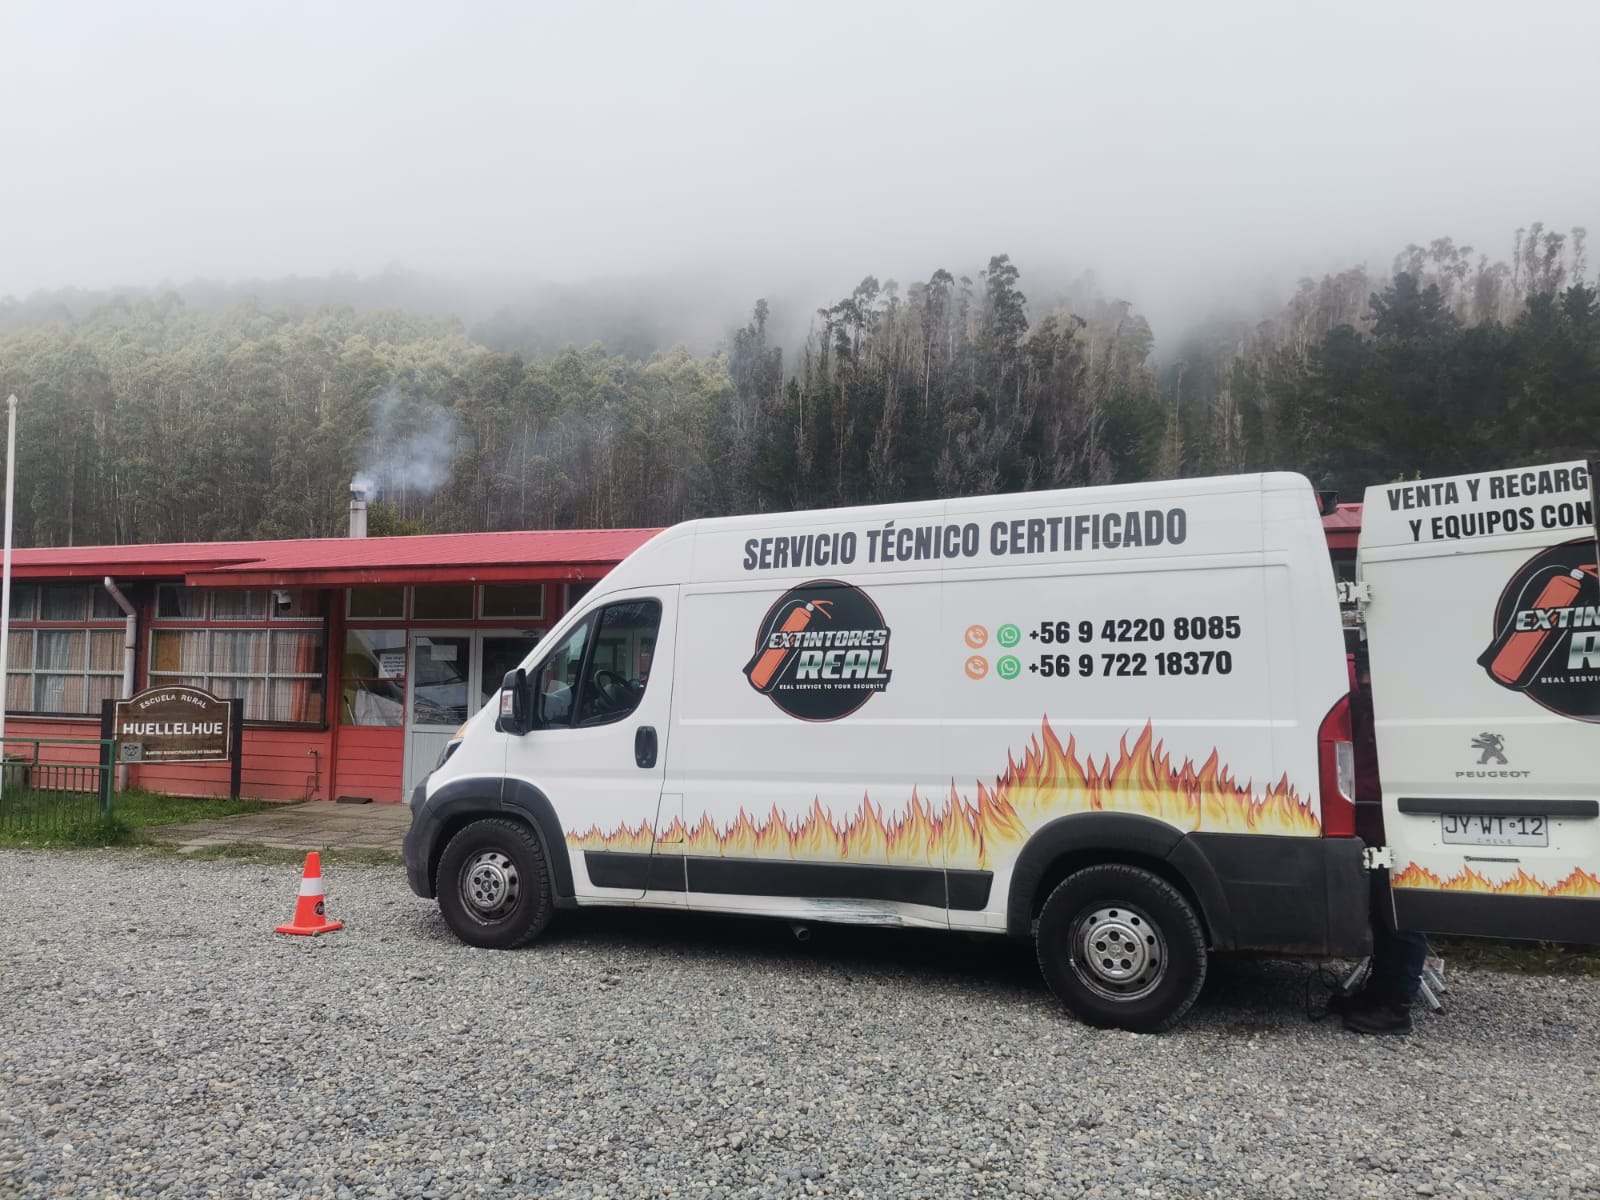 SERVICIO TÉCNICO CERTIFICADO
EXTINTORES
REAL
REAL SERVICE TO YOUR SECURITY
+56 9 4220 8085
+56 9 722 18370
VENTA Y RECARG
Y EQUIPOS CON
EXTIN
R
REAL SERVIC
PEUGEOT
JY·WT·12
CHILE
ESCUELA RURAL
HUELLELHUE